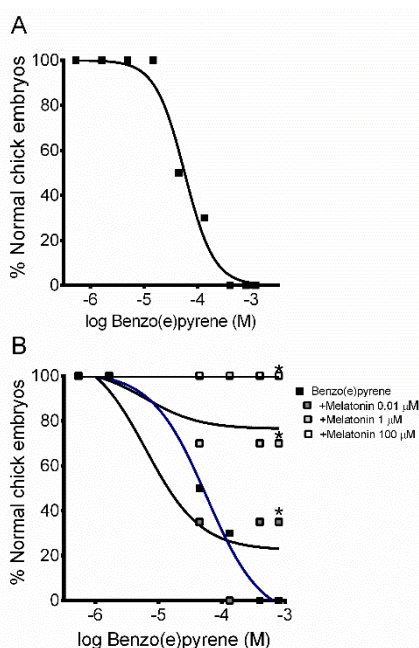 A
% Normal chick embryos
100
80
60
40
20
0
-6 -5 -4 -3
log Benzo(e)pyrene (M)
B
% Normal chick embryos
100
80
60
40
20
0
-6 -5 -4 -3
log Benzo(e)pyrene (M)
*
*
*
Benzo(e)pyrene
+Melatonin 0.01 μM
+Melatonin 1 μM
+Melatonin 100 μM